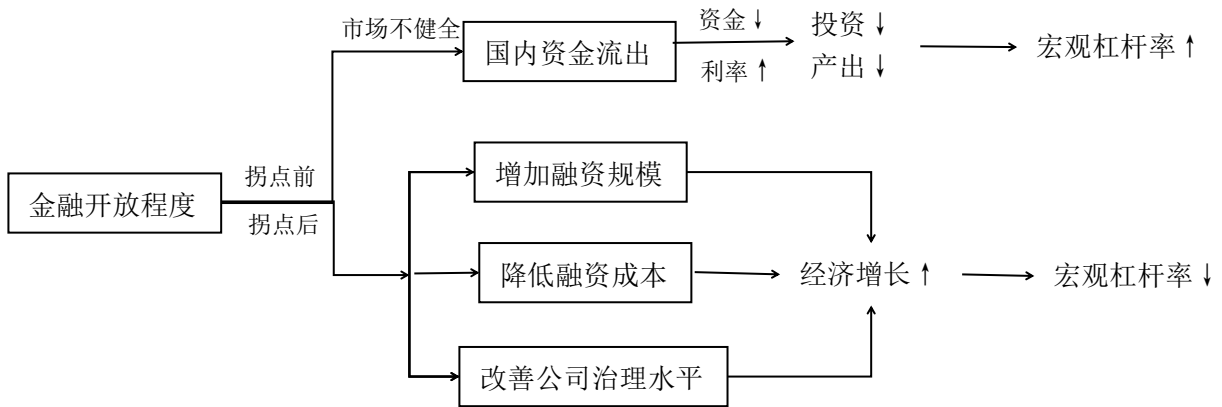 市场不健全
国内资金流出
资金↓
利率↑
投资↓
产出↓
宏观杠杆率↑
金融开放程度
拐点前
拐点后
增加融资规模
降低融资成本
改善公司治理水平
经济增长↑
宏观杠杆率↓